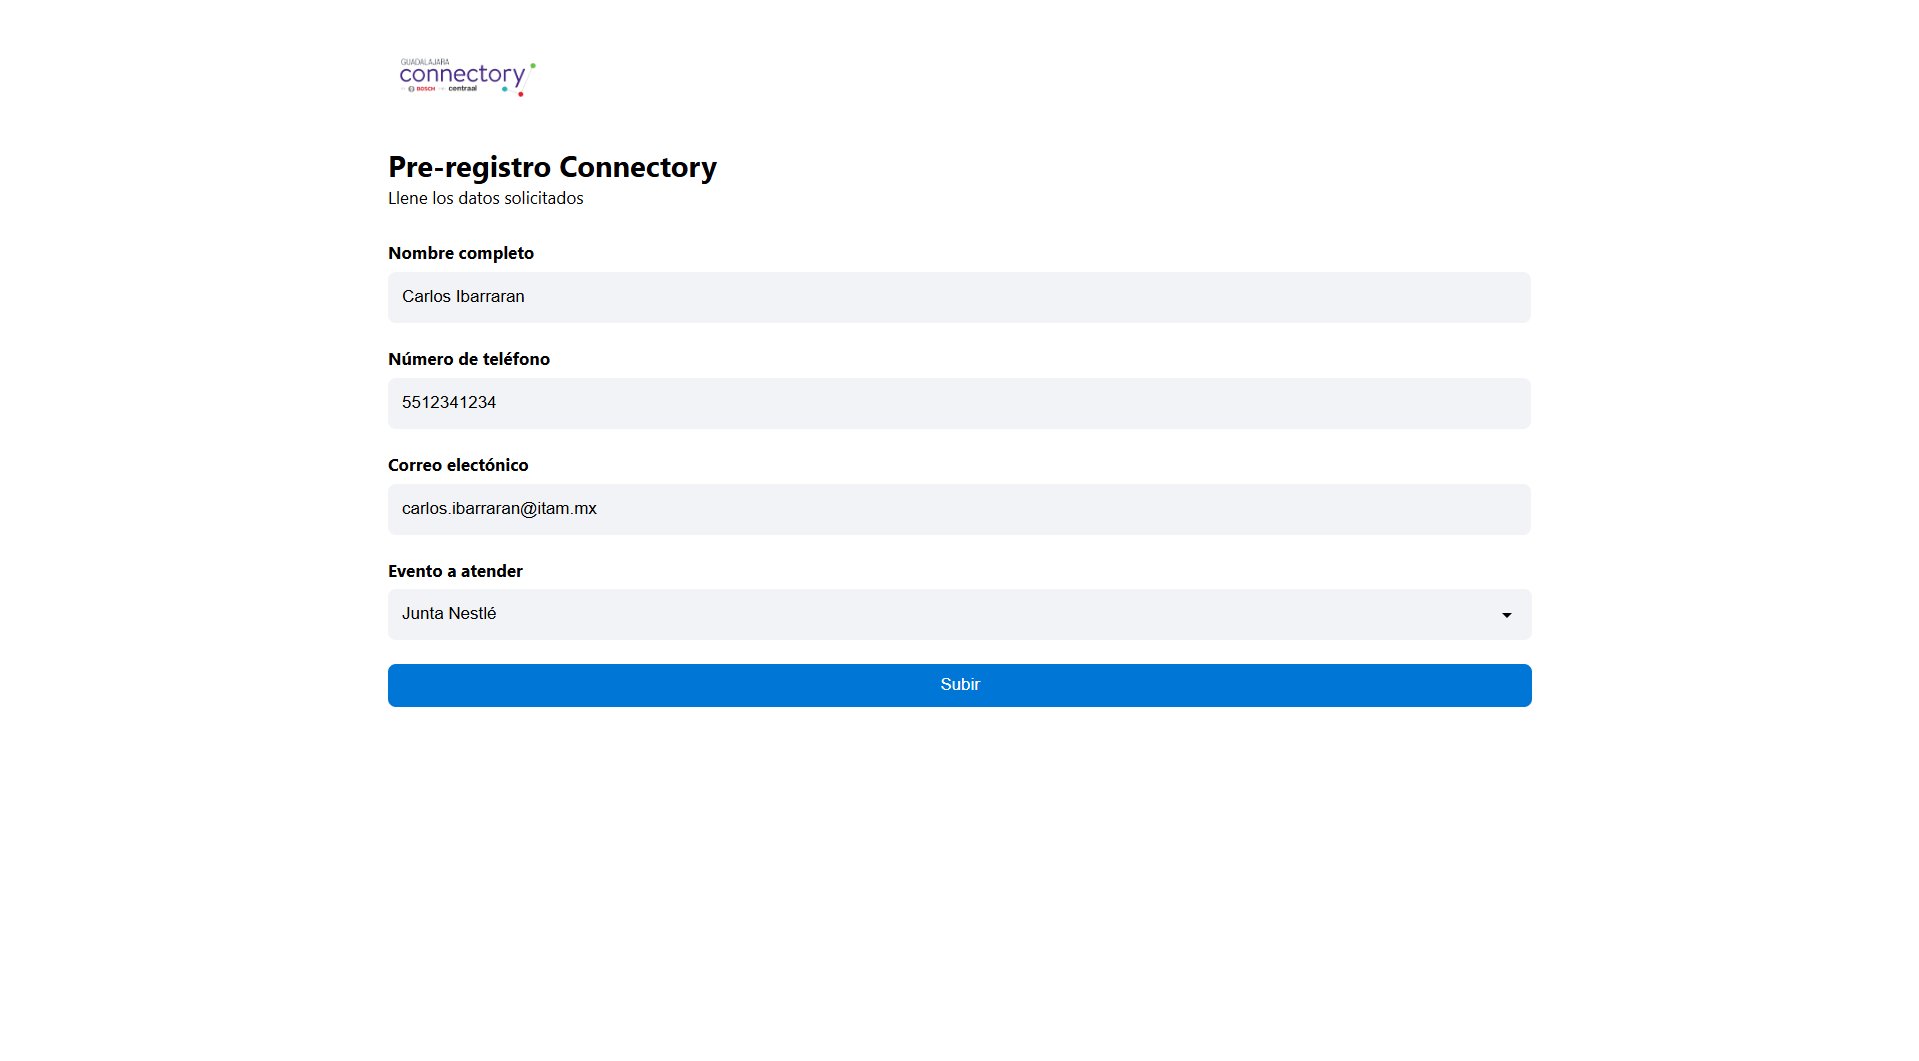 GUADALAJARA
connectory
BOSCH centraal
Pre-registro Connectory
Llene los datos solicitados
Nombre completo
Carlos Ibarraran
Número de teléfono
5512341234
Correo electónico
carlos.ibarraran@itam.mx
Evento a atender
Junta Nestlé
Subir